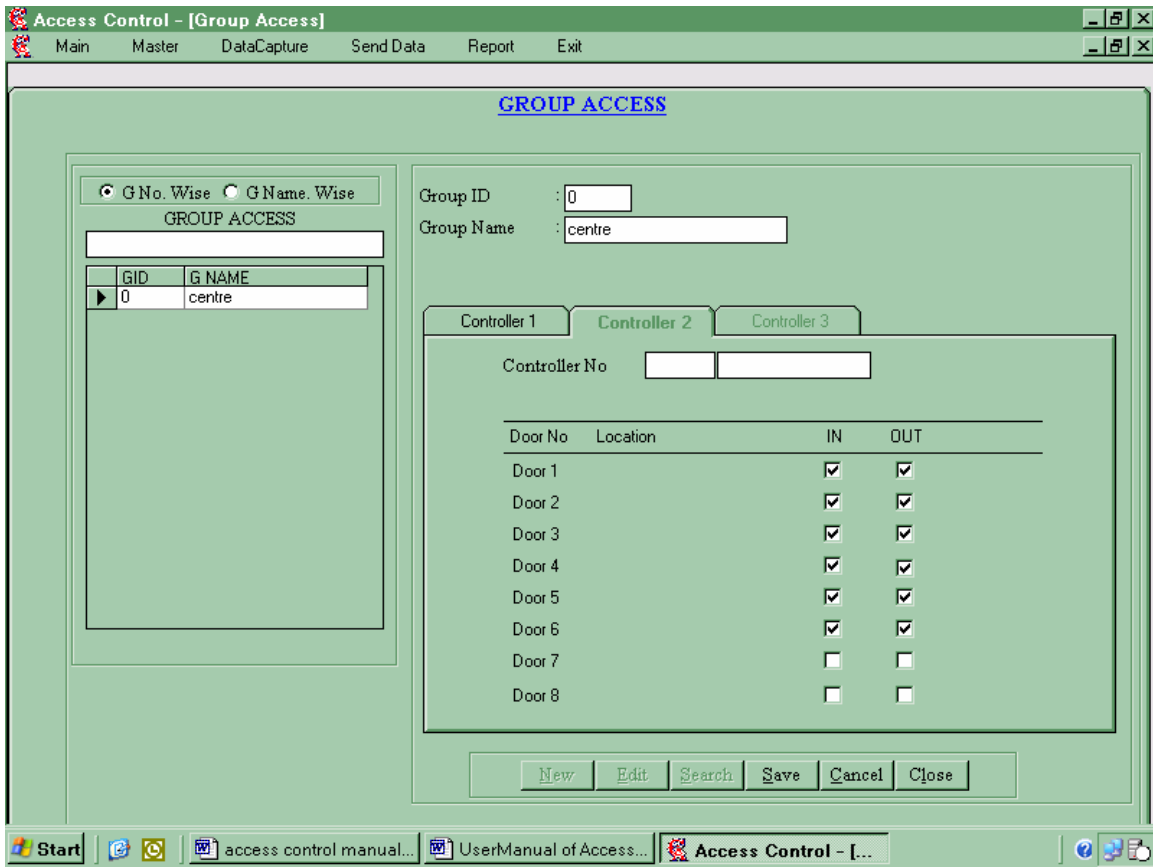 Access Control - [Group Access]
Main Master DataCapture Send Data Report Exit
GROUP ACCESS
G No. Wise G Name. Wise
GROUP ACCESS
GID G NAME
0 centre
Group ID : 0
Group Name : centre
Controller 1 Controller 2 Controller 3
Controller No
Door No Location IN OUT
Door 1
Door 2
Door 3
Door 4
Door 5
Door 6
Door 7
Door 8
New Edit Search Save Cancel Close
Start access control manual... UserManual of Access... Access Control - [...